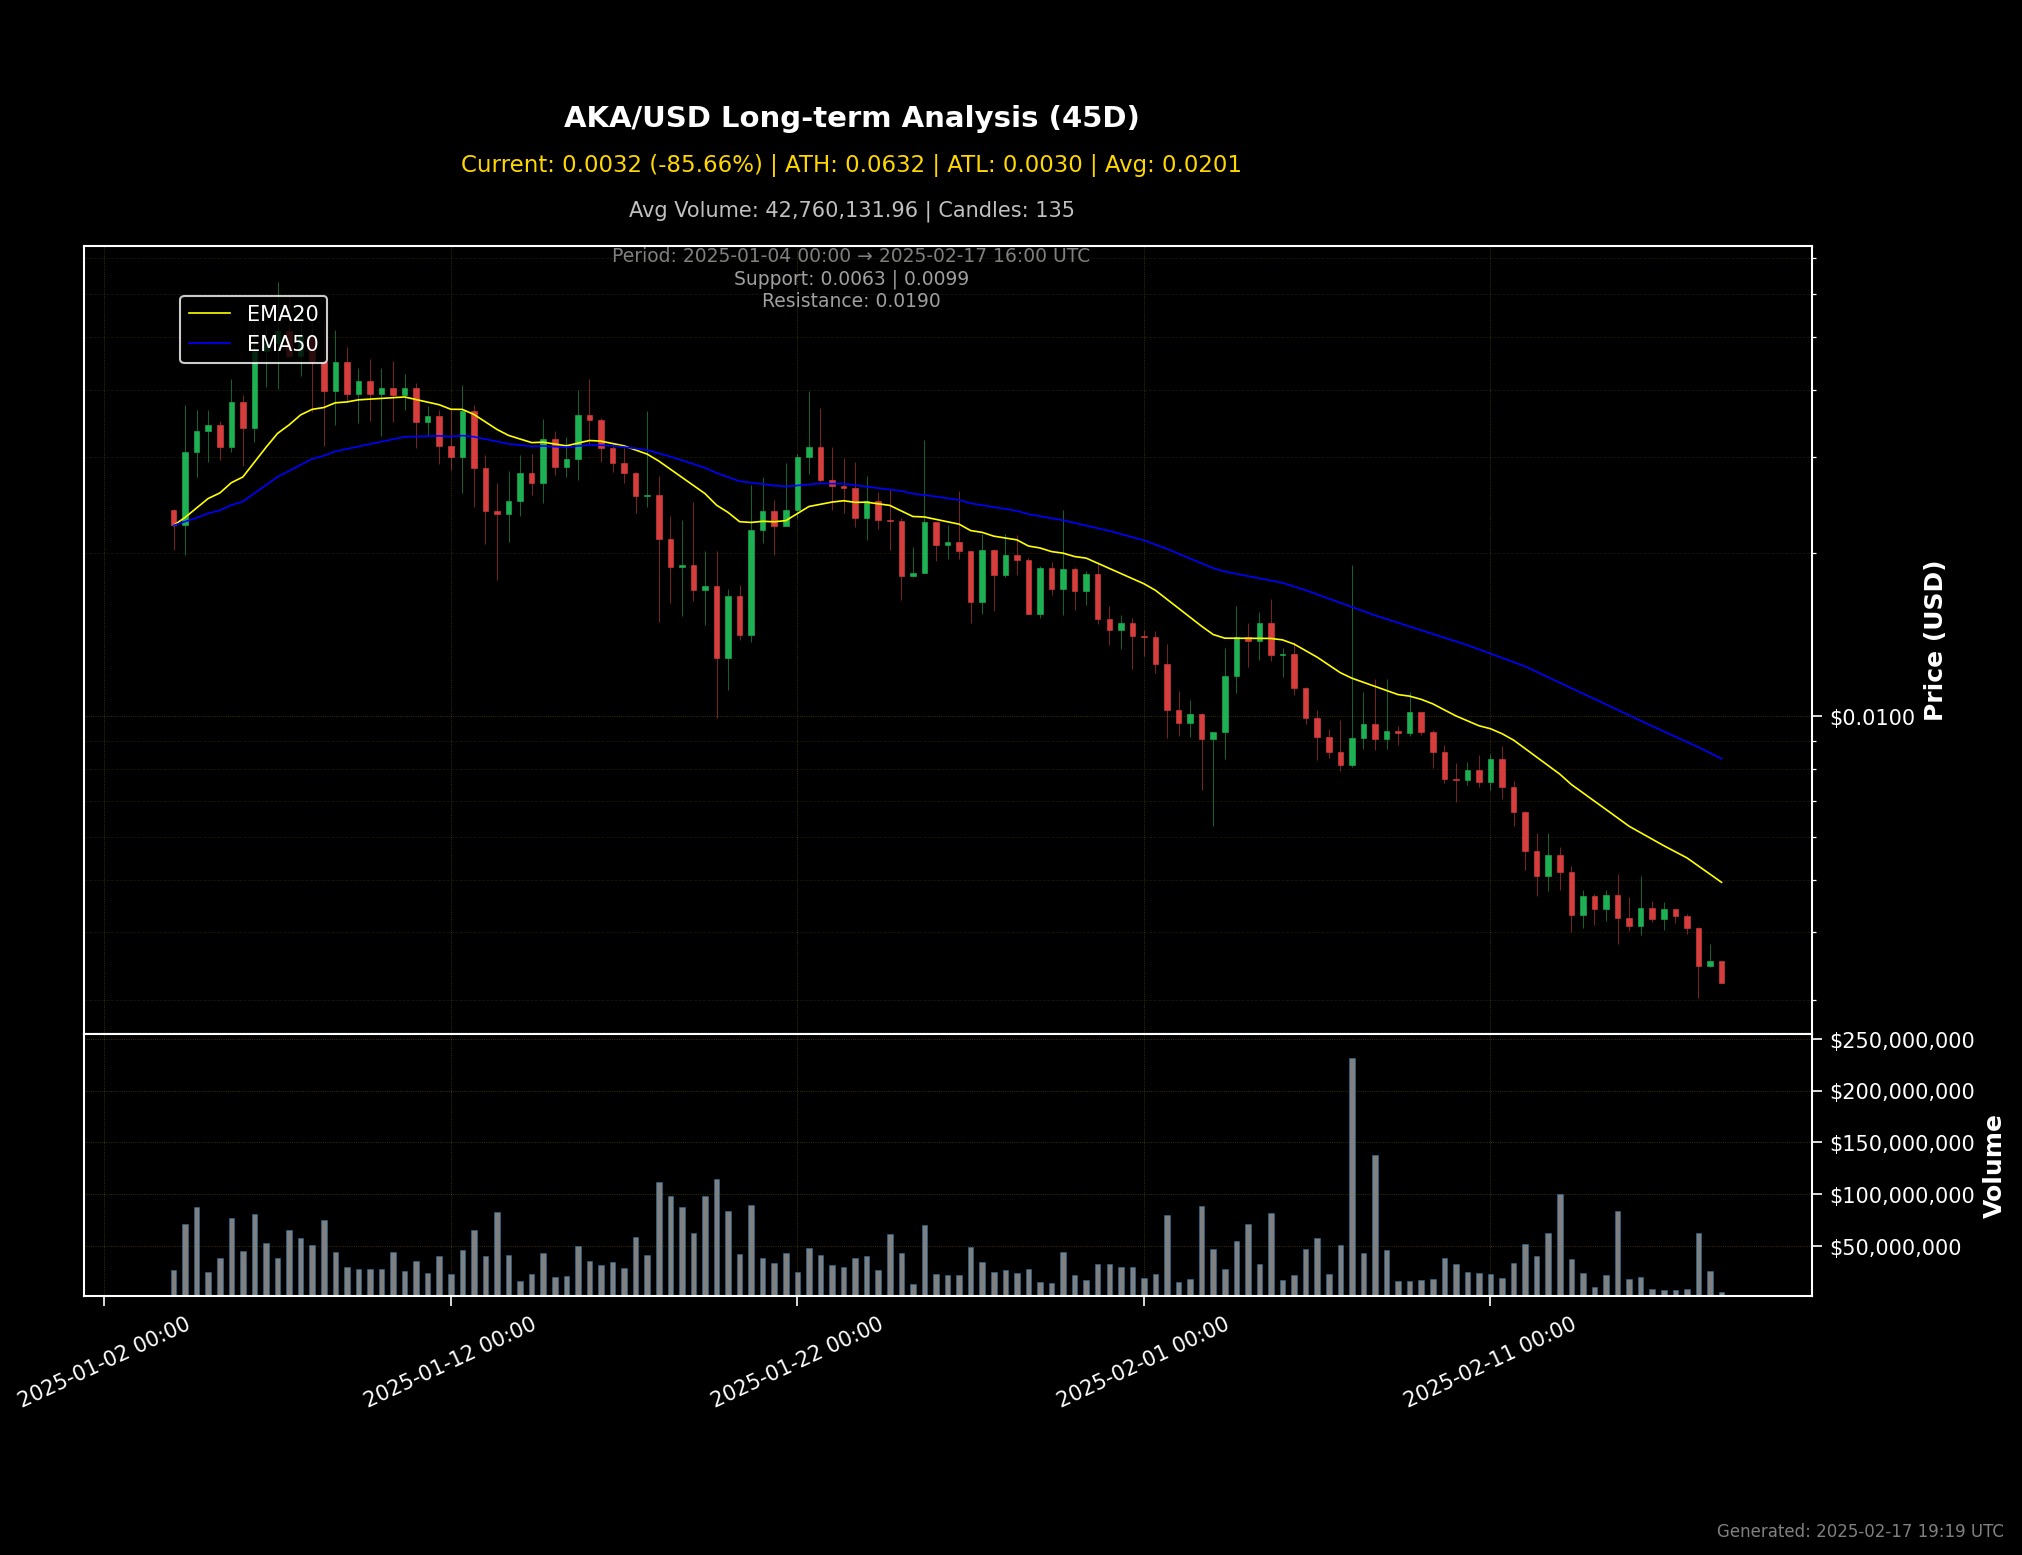 AKA/USD Long-term Analysis (45D)
Current: 0.0032 (-85.66%) | ATH: 0.0632 | ATL: 0.0030 | Avg: 0.0201
Avg Volume: 42,760,131.96 | Candles: 135
Period: 2025-01-04 00:00 → 2025-02-17 16:00 UTC
Support: 0.0063 | 0.0099
Resistance: 0.0190
EMA20
EMA50
$0.0100
Price (USD)
$250,000,000
$200,000,000
$150,000,000
$100,000,000
$50,000,000
Volume
2025-01-02 00:00
2025-01-12 00:00
2025-01-22 00:00
2025-02-01 00:00
2025-02-11 00:00
Generated: 2025-02-17 19:19 UTC